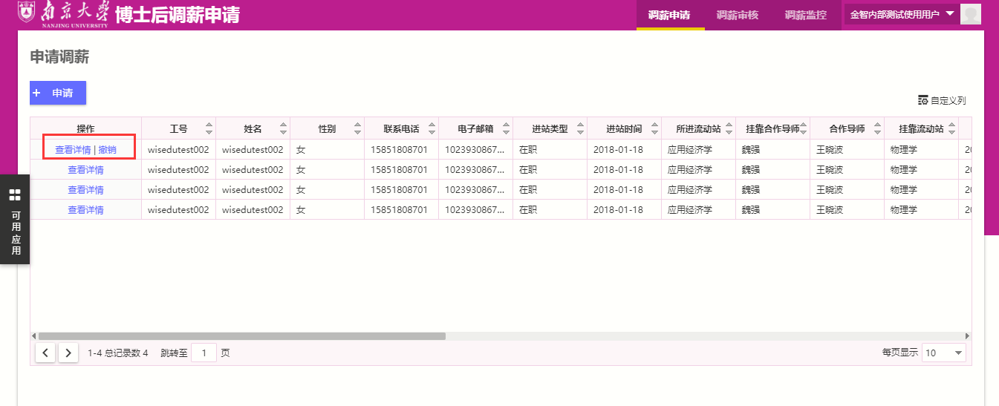 南京大学 博士后调薪申请 调薪申请 调薪审核 调薪监控 金智内部测试使用用户
NANJING UNIVERSITY
申请调薪
+ 申请
自定义列
操作 工号 姓名 性别 联系电话 电子邮箱 进站类型 进站时间 所进流动站 挂靠合作导师 合作导师 挂靠流动站
查看详情 | 撤销 wisedutest002 wisedutest002 女 15851808701 1023930867... 在职 2018-01-18 应用经济学 魏强 王晓波 物理学 20
查看详情 wisedutest002 wisedutest002 女 15851808701 1023930867... 在职 2018-01-18 应用经济学 魏强 王晓波 物理学 20
查看详情 wisedutest002 wisedutest002 女 15851808701 1023930867... 在职 2018-01-18 应用经济学 魏强 王晓波 物理学 20
查看详情 wisedutest002 wisedutest002 女 15851808701 1023930867... 在职 2018-01-18 应用经济学 魏强 王晓波 物理学 20
可用应用
1-4 总记录数 4 跳转至 1 页 每页显示 10